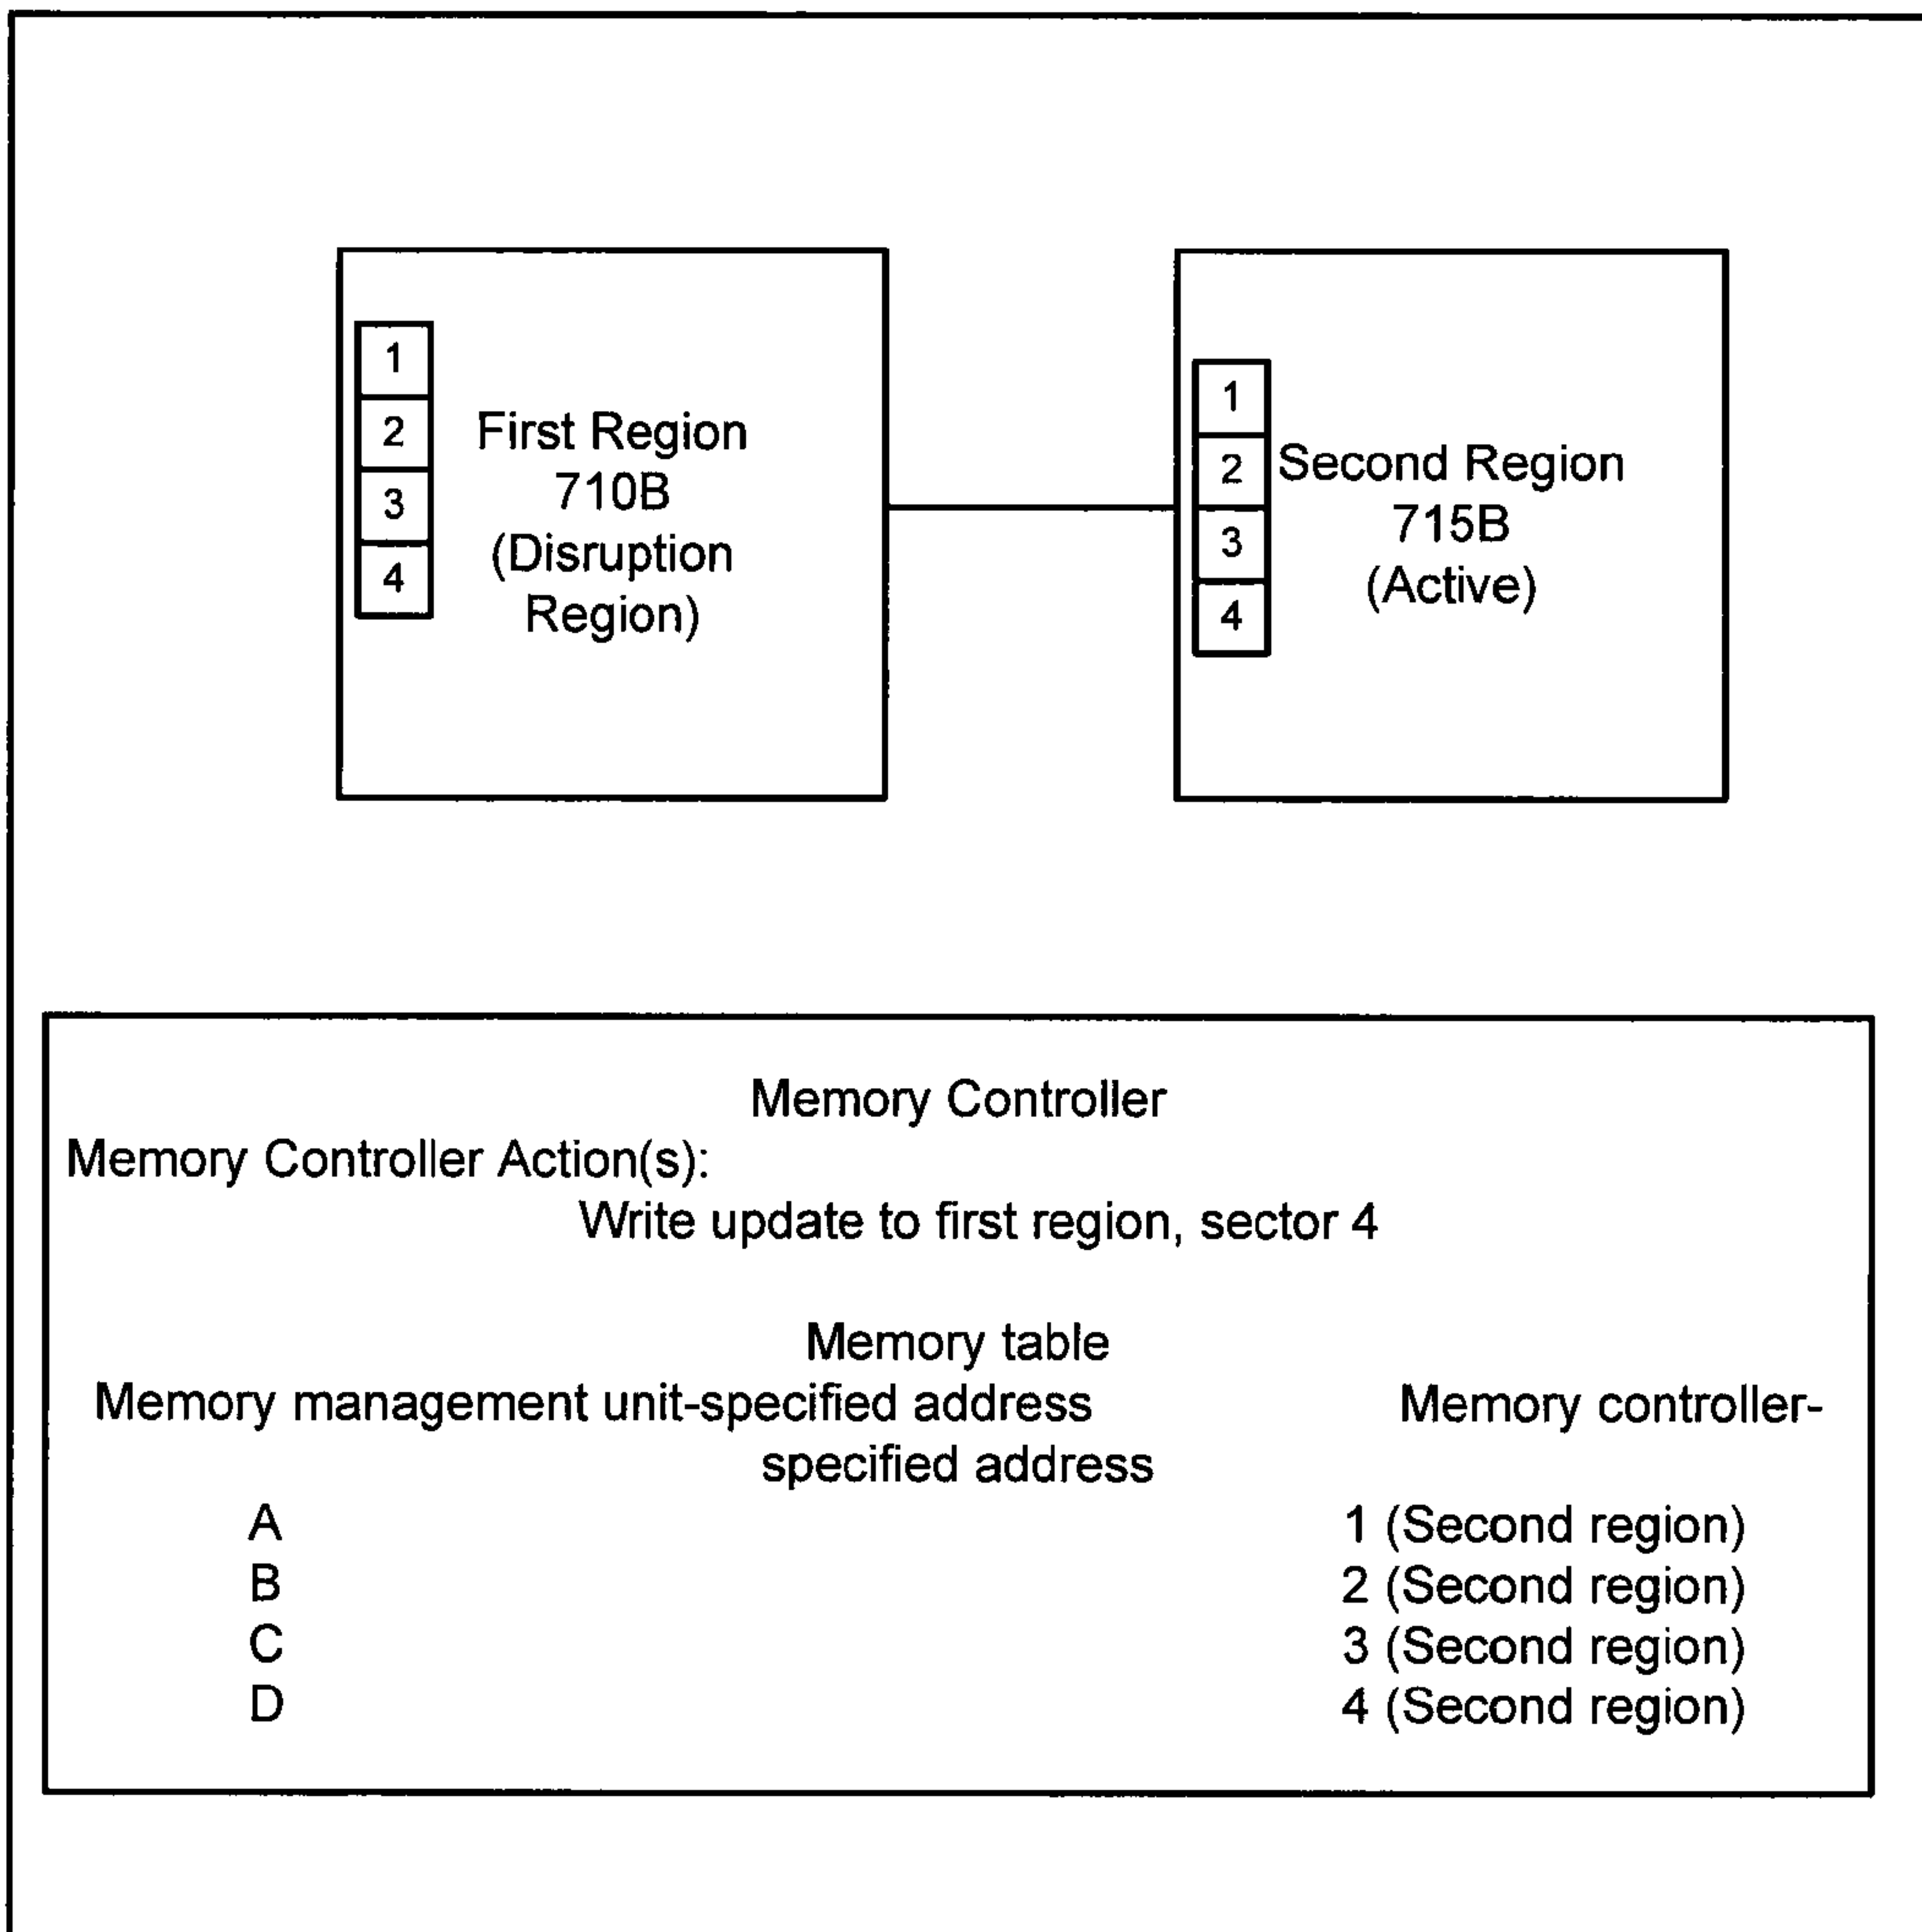 1
2
3
4
First Region
710B
(Disruption
Region)
1
2
3
4
Second Region
715B
(Active)
Memory Controller
Memory Controller Action(s):
Write update to first region, sector 4
Memory table
Memory management unit-specified address Memory controller-
specified address
A 1 (Second region)
B 2 (Second region)
C 3 (Second region)
D 4 (Second region)